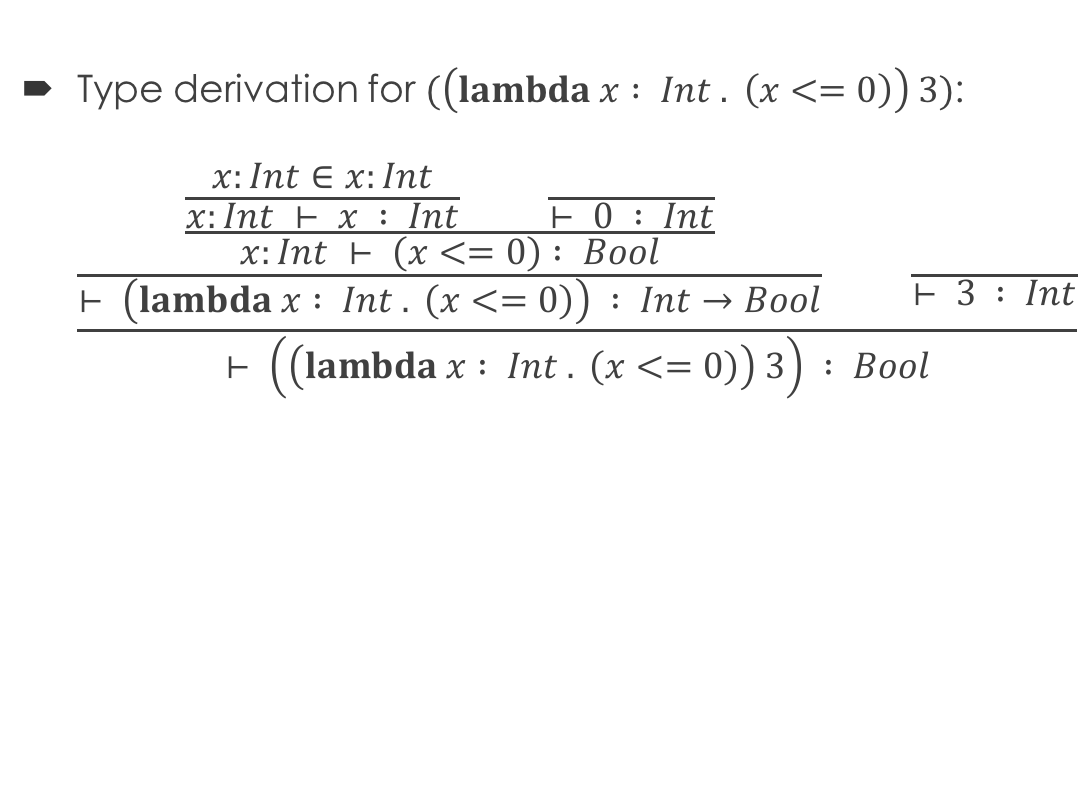 Type derivation for ((lambda x : Int . (x <= 0)) 3):
x: Int ∈ x: Int
x: Int ⊢ x : Int ⊢ 0 : Int
x: Int ⊢ (x <= 0) : Bool
⊢ (lambda x : Int . (x <= 0)) : Int → Bool ⊢ 3 : Int
⊢ ((lambda x : Int . (x <= 0)) 3) : Bool